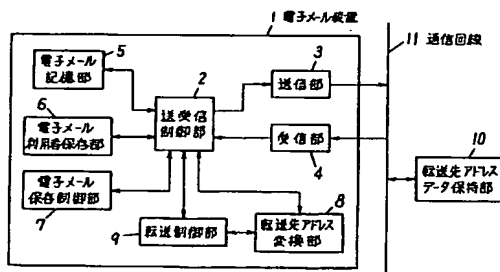 1 電子メール装置
11 通信回線
5
電子メール
記憶部
2
送受信
制御部
3
送信部
6
電子メール
利用者保存部
受信部
4
10
転送先アドレス
データ保持部
電子メール
保存制御部
7
8
転送先アドレス
変換部
9
転送制御部